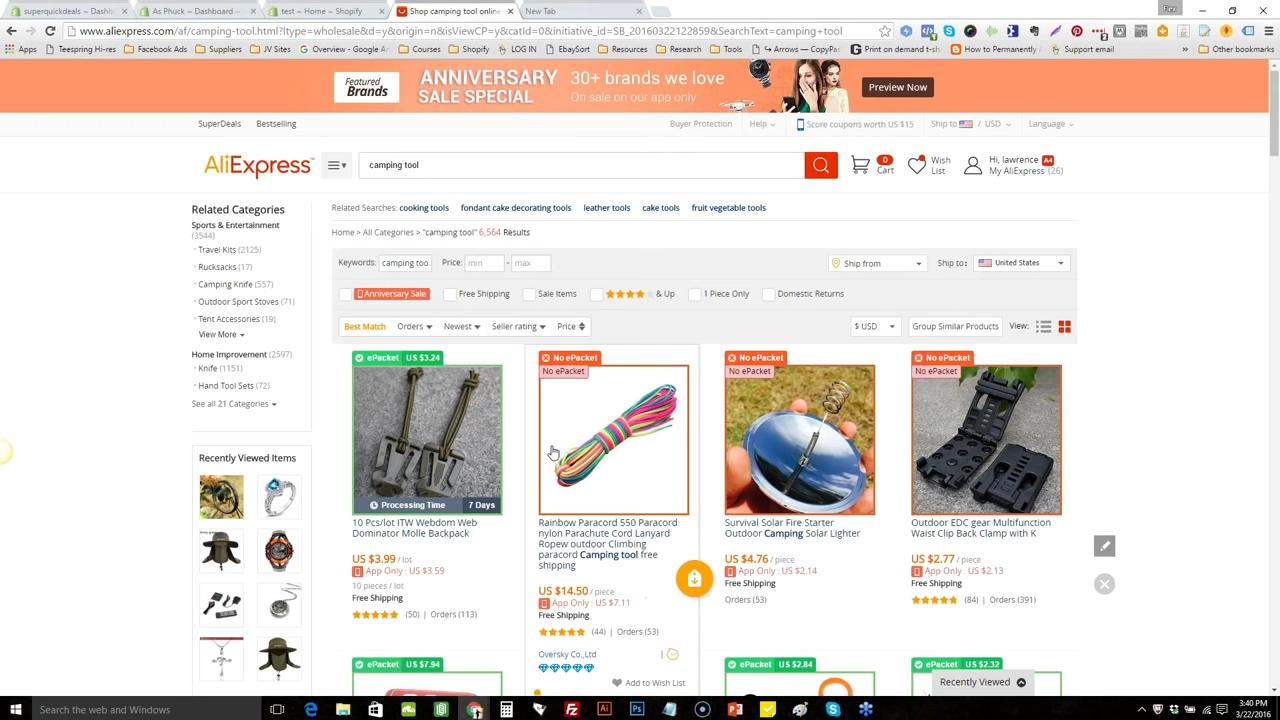 superquickdeals – Dashb
As Phuck – Dashboard –
test – Home – Shopify
Shop camping tool online
New Tab
www.aliexpress.com/af/camping-tool.html?ltype=wholesale&d=y&origin=n&isViewCP=y&catId=0&initiative_id=SB_20160322122859&SearchText=camping+tool
Apps
Teespring Hi-res
Facebook Ads
Suppliers
JV Sites
Overview - Google A
Courses
Shopify
LOG IN
EbaySort
Resources
Research
Tools
Arrows — CopyPa
Print on demand t-sh
How to Permanently
Support email
Other bookmarks
Featured
Brands
ANNIVERSARY
SALE SPECIAL
30+ brands we love
On sale on our app only
Preview Now
SuperDeals
Bestselling
Buyer Protection
Help
Score coupons worth US $15
Ship to
/ USD
Language
AliExpress
camping tool
0
Cart
Wish
List
Hi, lawrence A4
My AliExpress (26)
Related Categories
Sports & Entertainment
(3544)
Travel Kits (2125)
Rucksacks (17)
Camping Knife (557)
Outdoor Sport Stoves (71)
Tent Accessories (19)
View More
Home Improvement (2597)
Knife (1151)
Hand Tool Sets (72)
See all 21 Categories
Recently Viewed Items
Related Searches: cooking tools fondant cake decorating tools leather tools cake tools fruit vegetable tools
Home > All Categories > "camping tool" 6,564 Results
Keywords: camping too Price: min - max
Ship from
Ship to: United States
Anniversary Sale
Free Shipping
Sale Items
& Up
1 Piece Only
Domestic Returns
Best Match
Orders
Newest
Seller rating
Price
$ USD
Group Similar Products
View:
ePacket US $3.24
Processing Time 7 Days
10 Pcs/lot ITW Webdom Web
Dominator Molle Backpack
US $3.99 / lot
App Only : US $3.59
10 pieces / lot
Free Shipping
(50) Orders (113)
No ePacket
No ePacket
Rainbow Paracord 550 Paracord
nylon Parachute Cord Lanyard
Ropew outdoor Climbing
paracord Camping tool free
shipping
US $14.50 / piece
App Only : US $7.11
Free Shipping
(44) Orders (53)
Oversky Co.,Ltd
Add to Wish List
No ePacket
No ePacket
Survival Solar Fire Starter
Outdoor Camping Solar Lighter
US $4.76 / piece
App Only : US $2.14
Free Shipping
Orders (53)
No ePacket
No ePacket
Outdoor EDC gear Multifunction
Waist Clip Back Clamp with K
US $2.77 / piece
App Only : US $2.13
Free Shipping
(84) Orders (391)
ePacket US $7.94
ePacket US $2.84
ePacket US $2.32
Recently Viewed
Search the web and Windows
3:40 PM
3/22/2016